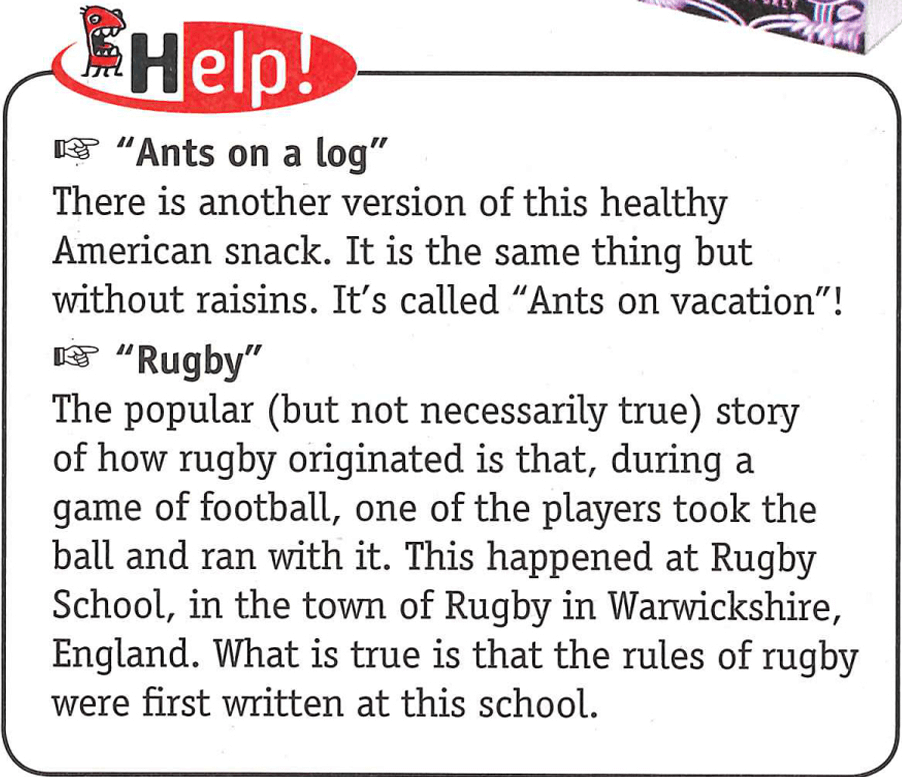 Help!
☞ “Ants on a log”
There is another version of this healthy
American snack. It is the same thing but
without raisins. It’s called “Ants on vacation”!
☞ “Rugby”
The popular (but not necessarily true) story
of how rugby originated is that, during a
game of football, one of the players took the
ball and ran with it. This happened at Rugby
School, in the town of Rugby in Warwickshire,
England. What is true is that the rules of rugby
were first written at this school.